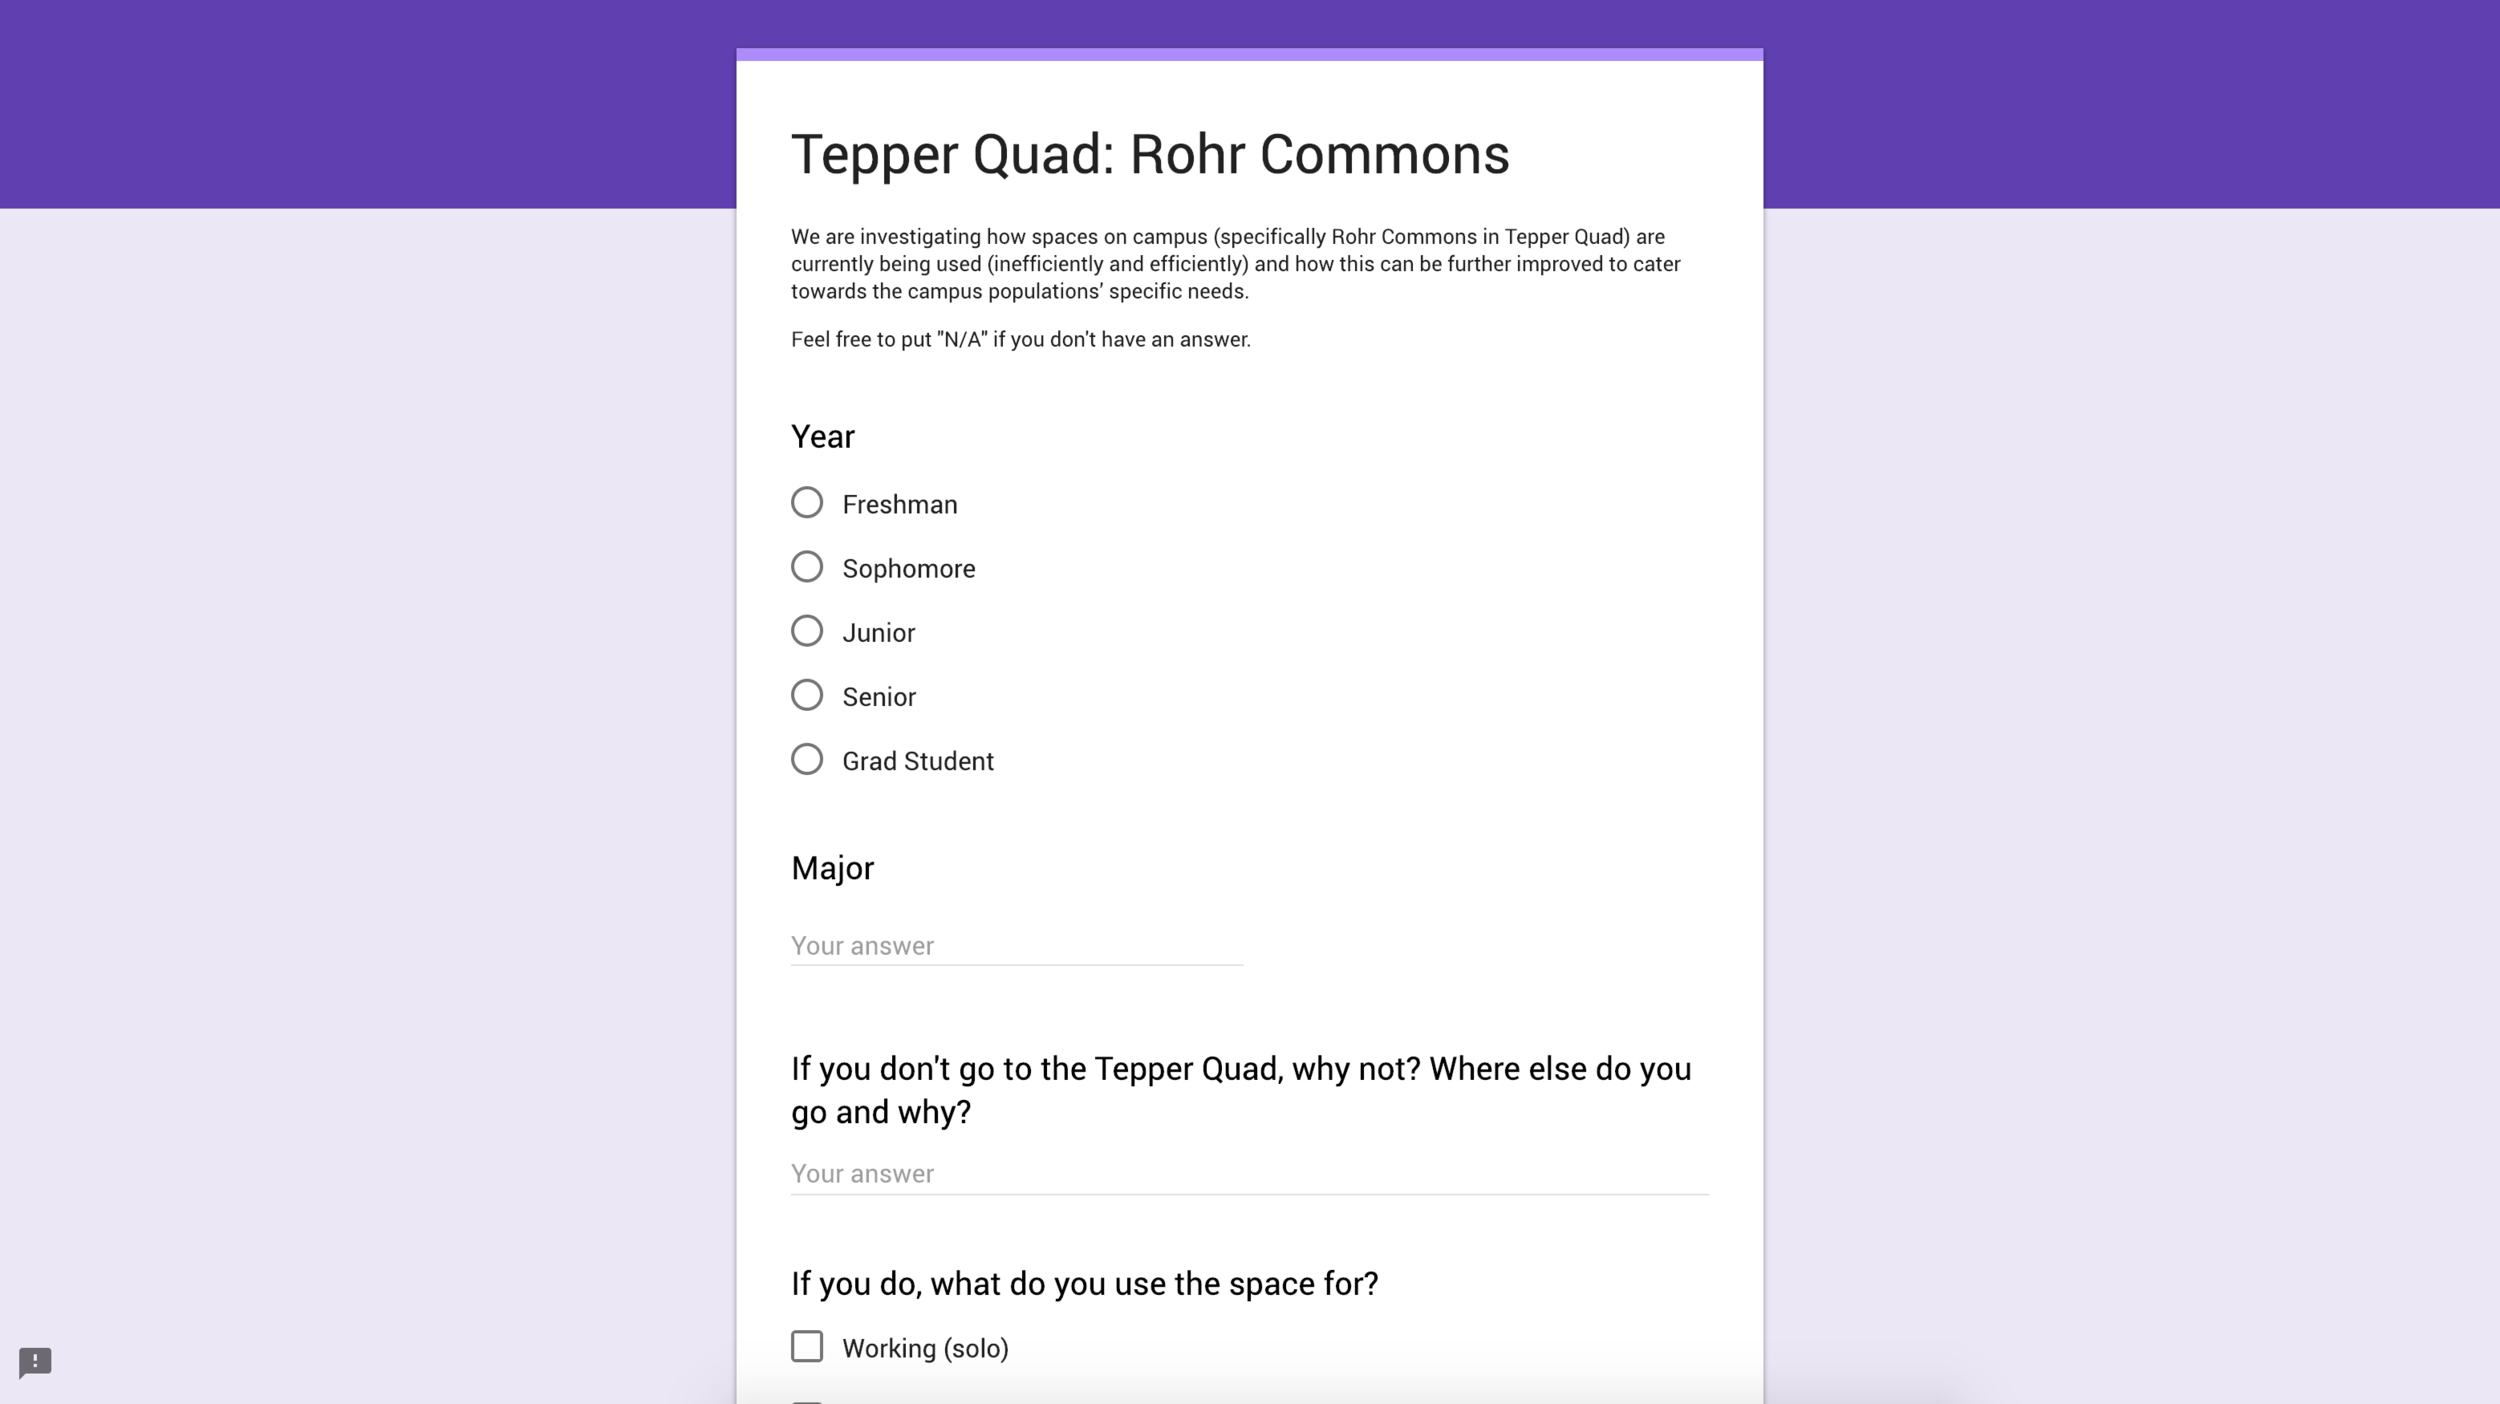 Tepper Quad: Rohr Commons
We are investigating how spaces on campus (specifically Rohr Commons in Tepper Quad) are
currently being used (inefficiently and efficiently) and how this can be further improved to cater
towards the campus populations’ specific needs.
Feel free to put "N/A" if you don't have an answer.
Year
Freshman
Sophomore
Junior
Senior
Grad Student
Major
Your answer
If you don't go to the Tepper Quad, why not? Where else do you
go and why?
Your answer
If you do, what do you use the space for?
Working (solo)